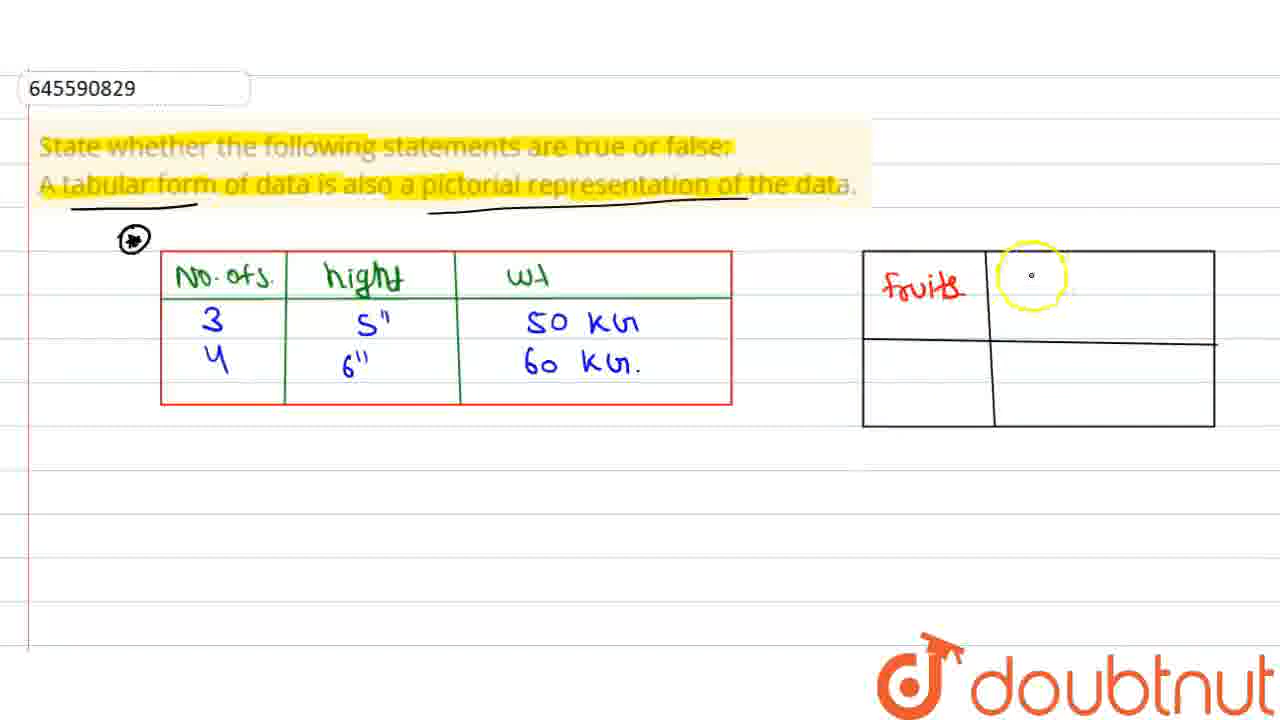 645590829
State whether the following statements are true or false:
A tabular form of data is also a pictorial representation of the data.
No. of s. hight wt
3 5" 50 KG
4 6" 60 KG.
fruits
doubtnut